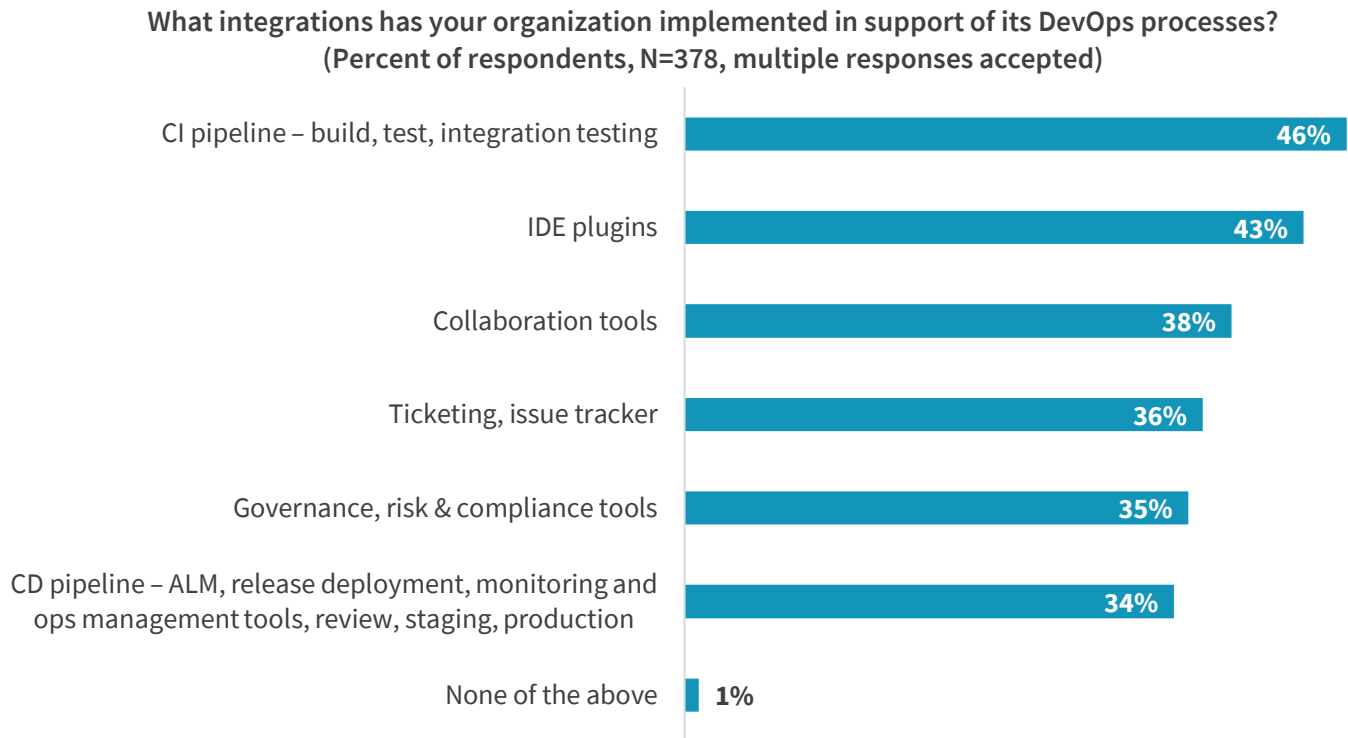 What integrations has your organization implemented in support of its DevOps processes?
(Percent of respondents, N=378, multiple responses accepted)
CI pipeline – build, test, integration testing
46%
IDE plugins
43%
Collaboration tools
38%
Ticketing, issue tracker
36%
Governance, risk & compliance tools
35%
CD pipeline – ALM, release deployment, monitoring and
ops management tools, review, staging, production
34%
None of the above
1%